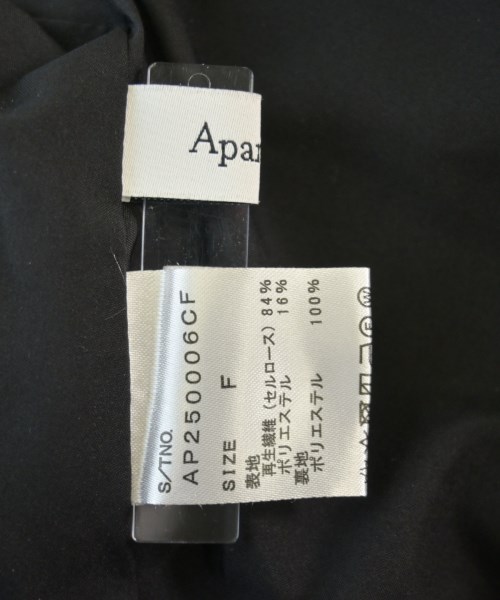 Apar
S/TNO.
AP250006CF
SIZE F
表地
再生繊維(セルロース) 84%
ポリエステル 16%
裏地
ポリエステル 100%